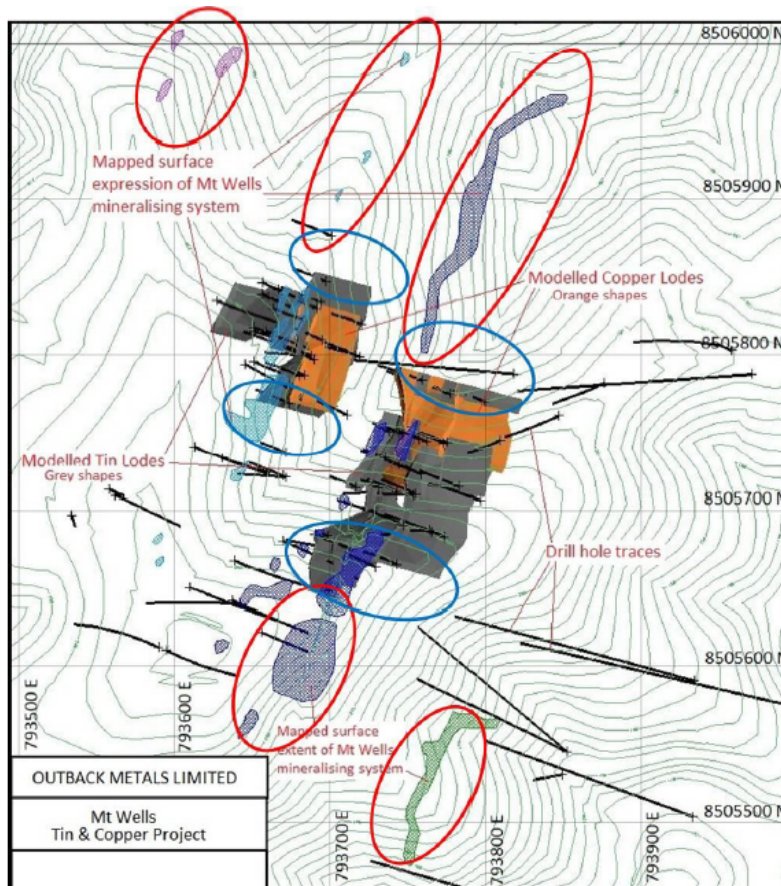 8506000 N
Mapped surface
expression of Mt Wells
mineralising system
8505900 N
Modelled Copper Lodes
Orange shapes
8505800 N
Modelled Tin Lodes
Grey shapes
8505700 N
Drill hole traces
8505600 N
793500 E
793600 E
Mapped surface
extent of Mt Wells
mineralising system
793700 E
793800 E
793900 E
8505500 N
OUTBACK METALS LIMITED
Mt Wells
Tin & Copper Project